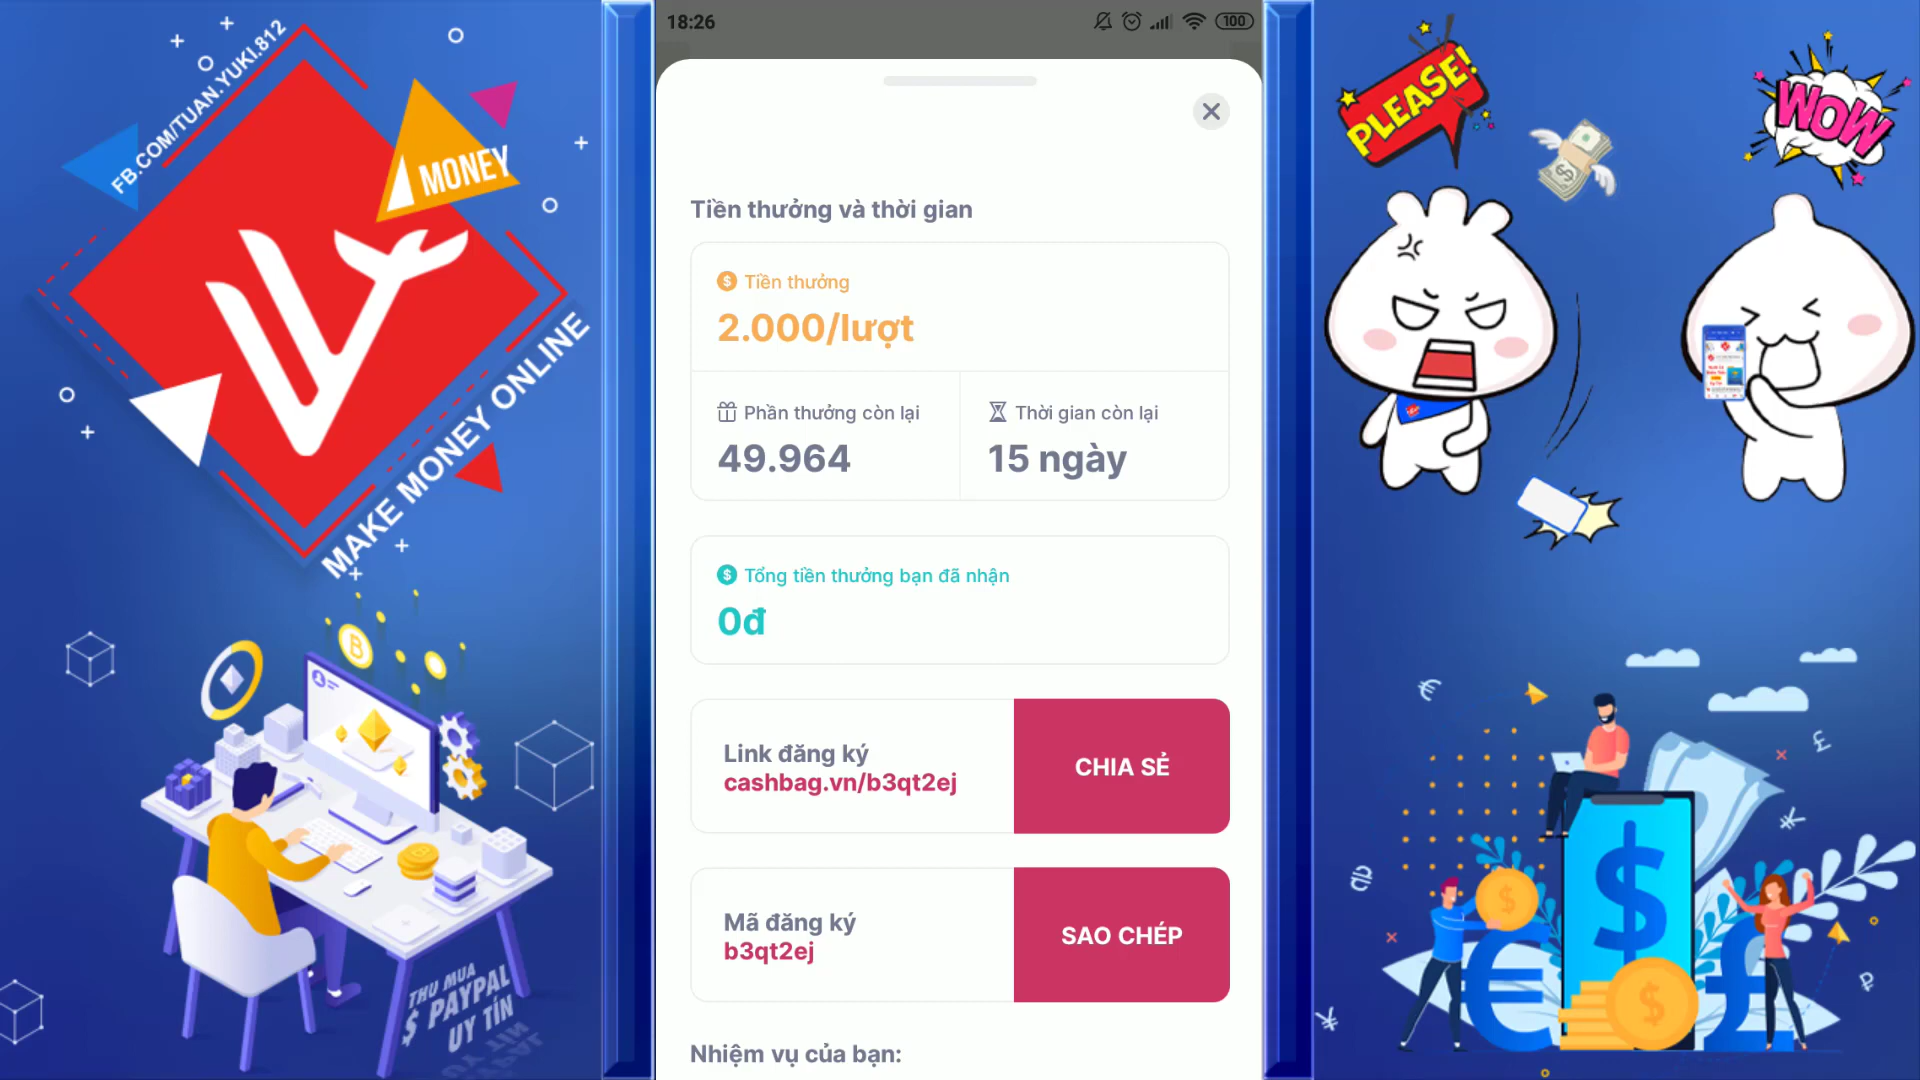 FB.COM/TUAN.YUKI.812
MONEY
MAKE MONEY ONLINE
THU MUA
$ PAYPAL
UY TÍN
18:26
100
Tiền thưởng và thời gian
Tiền thưởng
2.000/lượt
Phần thưởng còn lại
49.964
Thời gian còn lại
15 ngày
Tổng tiền thưởng bạn đã nhận
0đ
Link đăng ký
cashbag.vn/b3qt2ej
CHIA SẺ
Mã đăng ký
b3qt2ej
SAO CHÉP
Nhiệm vụ của bạn:
PLEASE!
WOW